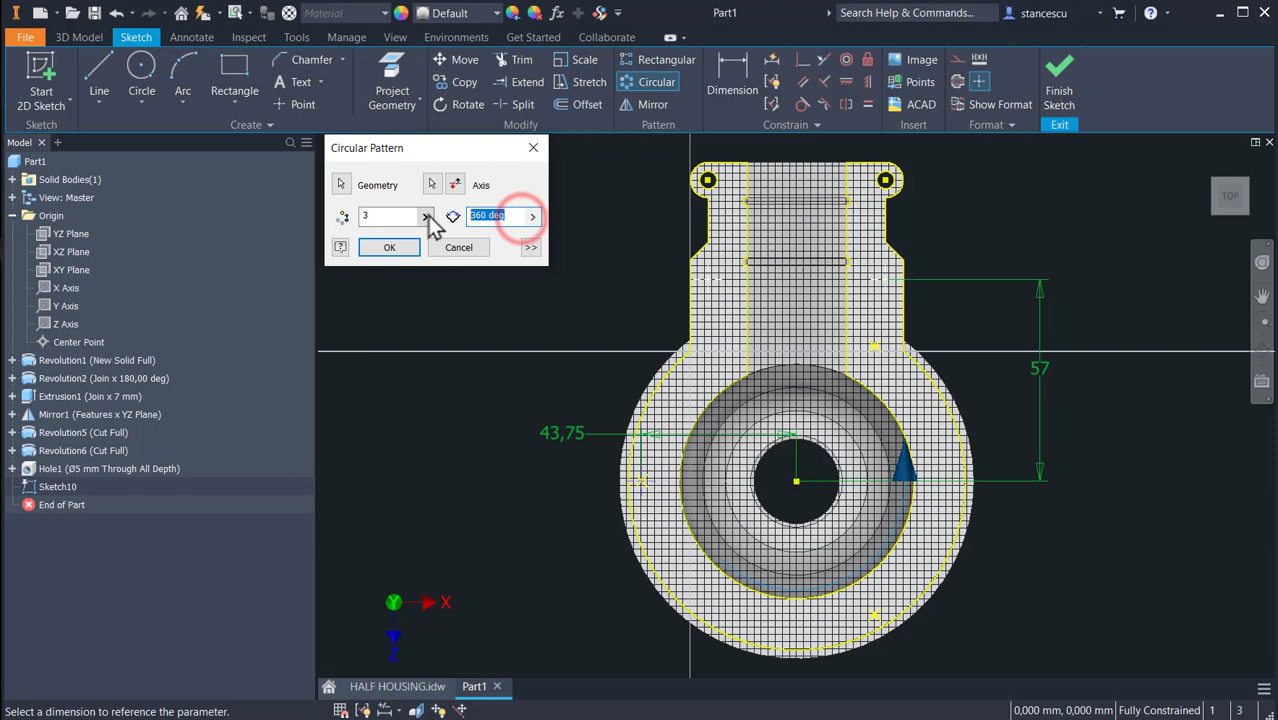 Material Default Part1 Search Help & Commands... stancescu
File 3D Model Sketch Annotate Inspect Tools Manage View Environments Get Started Collaborate
Start 2D Sketch Line Circle Arc Rectangle Chamfer Text Point
Project Geometry
Move Trim Scale
Copy Extend Stretch
Rotate Split Offset
Rectangular
Circular
Mirror
Dimension
Image
Points
ACAD
Show Format
Finish Sketch
Sketch Create Modify Pattern Constrain Insert Format Exit
Model
Part1
Solid Bodies(1)
View: Master
Origin
YZ Plane
XZ Plane
XY Plane
X Axis
Y Axis
Z Axis
Center Point
Revolution1 (New Solid Full)
Revolution2 (Join x 180,00 deg)
Extrusion1 (Join x 7 mm)
Mirror1 (Features x YZ Plane)
Revolution5 (Cut Full)
Revolution6 (Cut Full)
Hole1 (Ø5 mm Through All Depth)
Sketch10
End of Part
Circular Pattern
Geometry Axis
3 360 deg
OK Cancel >>
TOP
57
43,75
Y X
Z
HALF HOUSING.idw Part1
Select a dimension to reference the parameter.
0,000 mm, 0,000 mm Fully Constrained 1 3